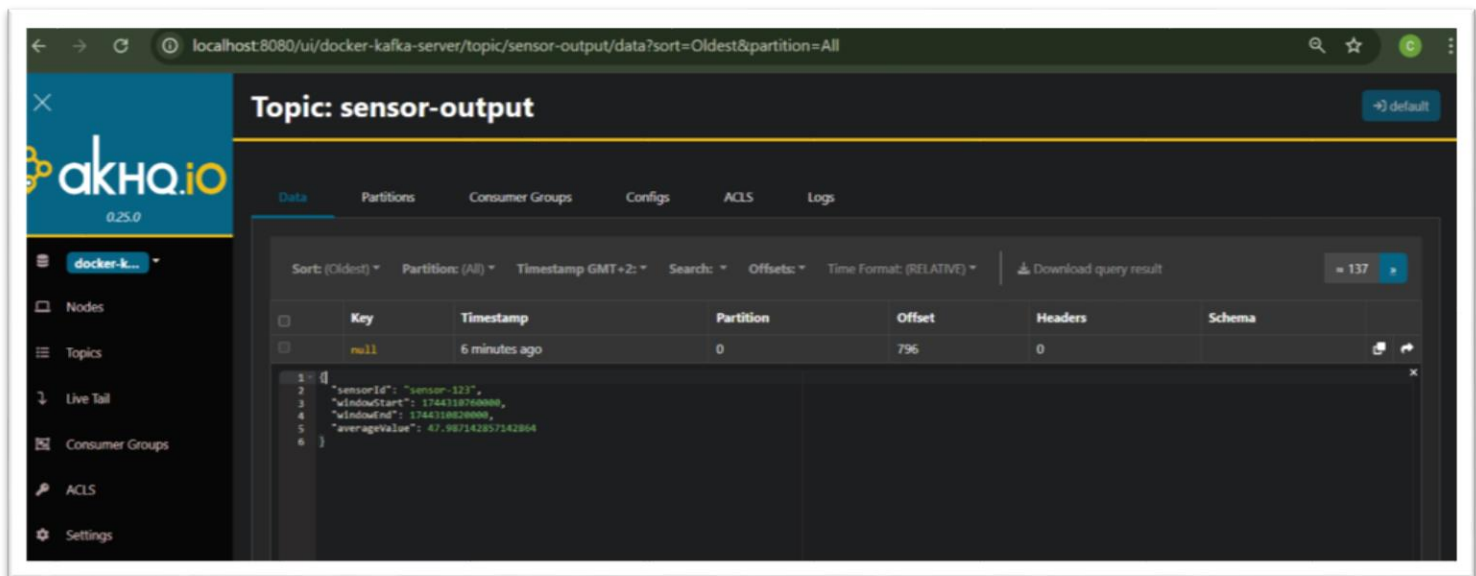 localhost:8080/ui/docker-kafka-server/topic/sensor-output/data?sort=Oldest&partition=All
C
Topic: sensor-output
default
akHQ.io
0.25.0
Data Partitions Consumer Groups Configs ACLS Logs
docker-k...
Sort: (Oldest) Partition: (All) Timestamp GMT+2: Search: Offsets: Time Format: (RELATIVE) Download query result = 137 »
Nodes
Key Timestamp Partition Offset Headers Schema
null 6 minutes ago 0 796 0
Topics
1 {
2 "sensorId": "sensor-123",
3 "windowStart": 1744310760000,
4 "windowEnd": 1744310820000,
5 "averageValue": 47.987142857142864
6 }
Live Tail
Consumer Groups
ACLS
Settings